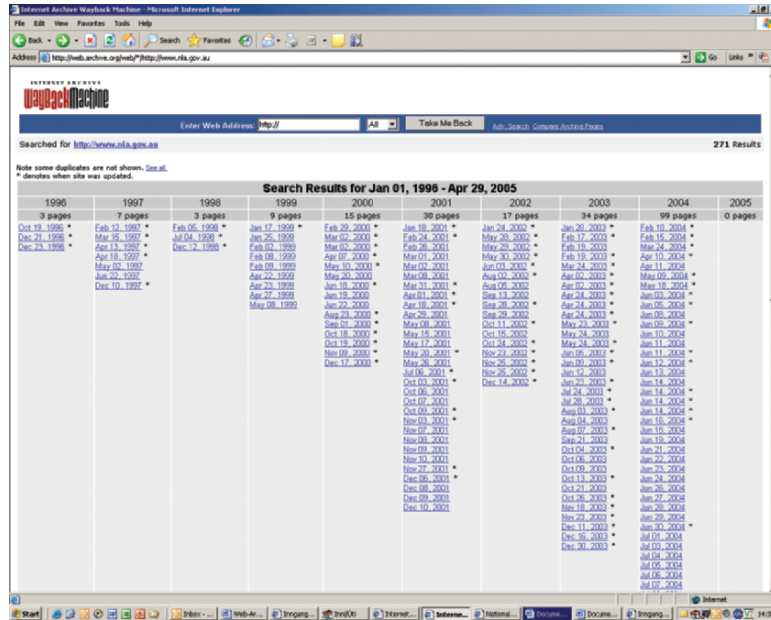 Internet Archive Wayback Machine - Microsoft Internet Explorer
File Edit View Favorites Tools Help
Back Search Favorites
Address http://web.archive.org/web/*/http://www.nla.gov.au Go Links
INTERNET ARCHIVE
WayBackMachine
Enter Web Address: http:// All Take Me Back Adv. Search Compare Archive Pages
Searched for http://www.nla.gov.au 271 Results
Note some duplicates are not shown. See all.
* denotes when site was updated.
Search Results for Jan 01, 1996 - Apr 29, 2005
1996 1997 1998 1999 2000 2001 2002 2003 2004 2005
3 pages 7 pages 3 pages 9 pages 15 pages 30 pages 17 pages 34 pages 99 pages 0 pages
Oct 19, 1996 * Feb 12, 1997 * Feb 05, 1998 * Jan 17, 1999 * Feb 29, 2000 * Jan 18, 2001 * Jan 24, 2002 * Jan 28, 2003 * Feb 10, 2004 *
Dec 21, 1996 * Mar 15, 1997 * Jul 04, 1998 * Jan 25, 1999 Mar 02, 2000 * Feb 24, 2001 * May 28, 2002 * Feb 17, 2003 * Feb 15, 2004 *
Dec 23, 1996 * Apr 13, 1997 * Dec 12, 1998 * Feb 02, 1999 Mar 02, 2000 * Feb 26, 2001 May 29, 2002 * Feb 19, 2003 Mar 24, 2004 *
Apr 18, 1997 * Feb 08, 1999 Apr 07, 2000 * Mar 01, 2001 May 30, 2002 * Feb 19, 2003 * Apr 10, 2004 *
May 02, 1997 Feb 09, 1999 May 10, 2000 * Mar 02, 2001 Jun 03, 2002 * Mar 24, 2003 * Apr 11, 2004
Jun 22, 1997 Apr 22, 1999 May 20, 2000 Mar 08, 2001 Aug 02, 2002 * Apr 02, 2003 * May 09, 2004 *
Dec 10, 1997 * Apr 23, 1999 Jun 18, 2000 * Mar 31, 2001 * Aug 05, 2002 Apr 02, 2003 * May 18, 2004 *
Apr 27, 1999 Jun 19, 2000 Apr 01, 2001 * Sep 13, 2002 Apr 24, 2003 * Jun 03, 2004 *
May 08, 1999 Jun 22, 2000 Apr 18, 2001 * Sep 28, 2002 * Apr 24, 2003 * Jun 05, 2004 *
Aug 23, 2000 * Apr 29, 2001 Sep 29, 2002 Apr 24, 2003 * Jun 08, 2004
Sep 01, 2000 * May 08, 2001 Oct 11, 2002 * May 23, 2003 * Jun 09, 2004 *
Oct 18, 2000 * May 15, 2001 Oct 15, 2002 May 24, 2003 Jun 10, 2004
Oct 19, 2000 * May 17, 2001 Oct 24, 2002 * May 24, 2003 * Jun 11, 2004
Nov 09, 2000 * May 20, 2001 * Nov 23, 2002 * Jun 05, 2003 * Jun 11, 2004 *
Dec 17, 2000 * May 26, 2001 Nov 25, 2002 * Jun 09, 2003 * Jun 12, 2004 *
Jul 06, 2001 * Nov 25, 2002 * Jun 12, 2003 Jun 13, 2004
Oct 03, 2001 * Dec 14, 2002 * Jun 23, 2003 * Jun 14, 2004
Oct 06, 2001 Jul 24, 2003 * Jun 14, 2004 *
Oct 07, 2001 Jul 28, 2003 * Jun 14, 2004 *
Oct 09, 2001 * Aug 03, 2003 * Jun 14, 2004 *
Nov 03, 2001 * Aug 04, 2003 Jun 16, 2004 *
Nov 07, 2001 Aug 07, 2003 * Jun 18, 2004
Nov 08, 2001 Sep 21, 2003 Jun 19, 2004
Nov 09, 2001 Oct 04, 2003 * Jun 21, 2004
Nov 10, 2001 Oct 06, 2003 Jun 22, 2004
Nov 27, 2001 * Oct 09, 2003 Jun 23, 2004
Dec 06, 2001 * Oct 13, 2003 * Jun 24, 2004
Dec 08, 2001 Oct 21, 2003 Jun 26, 2004
Dec 09, 2001 Oct 26, 2003 * Jun 27, 2004
Dec 10, 2001 Nov 18, 2003 * Jun 28, 2004
Nov 23, 2003 * Jun 29, 2004
Dec 11, 2003 * Jun 30, 2004 *
Dec 16, 2003 * Jul 01, 2004
Dec 30, 2003 * Jul 03, 2004
Jul 04, 2004
Jul 05, 2004
Jul 06, 2004
Jul 07, 2004
Internet
Start Inbox - ... Web-Ar... Inngang... InnUti Internet... Interne... National... Docume... Docume... Inngang... 14:3